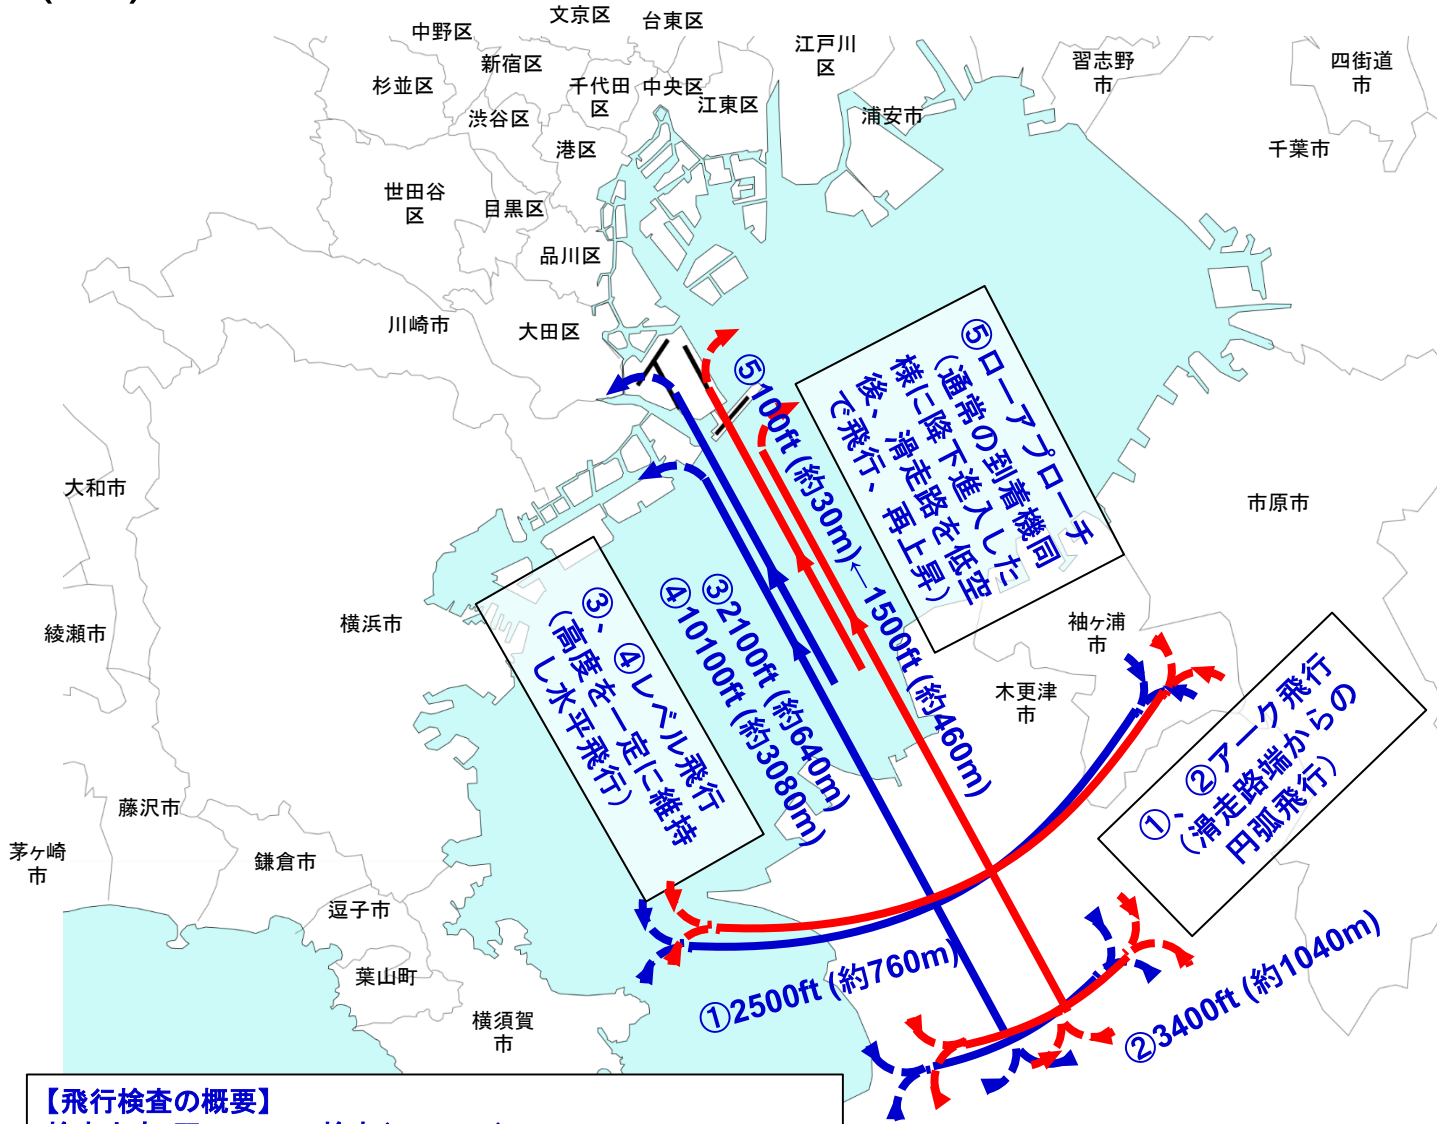 文京区
台東区
中野区
江戸川
区
新宿区
習志野
市
四街道
市
杉並区
千代田
区
中央区
江東区
渋谷区
浦安市
港区
千葉市
世田谷
区
目黒区
品川区
川崎市
大田区
⑤ローアプローチ
(通常の到着機同
様に降下進入した
後、滑走路を低空
で飛行、再上昇)
⑤100ft (約30m)←1500ft (約460m)
大和市
市原市
綾瀬市
横浜市
袖ヶ浦
市
木更津
市
③2100ft (約640m)
④10100ft (約3080m)
③、④レベル飛行
(高度を一定に維持
し水平飛行)
①、②アーク飛行
(滑走路端からの
円弧飛行)
藤沢市
茅ヶ崎
市
鎌倉市
逗子市
葉山町
横須賀
市
①2500ft (約760m)
②3400ft (約1040m)
【飛行検査の概要】